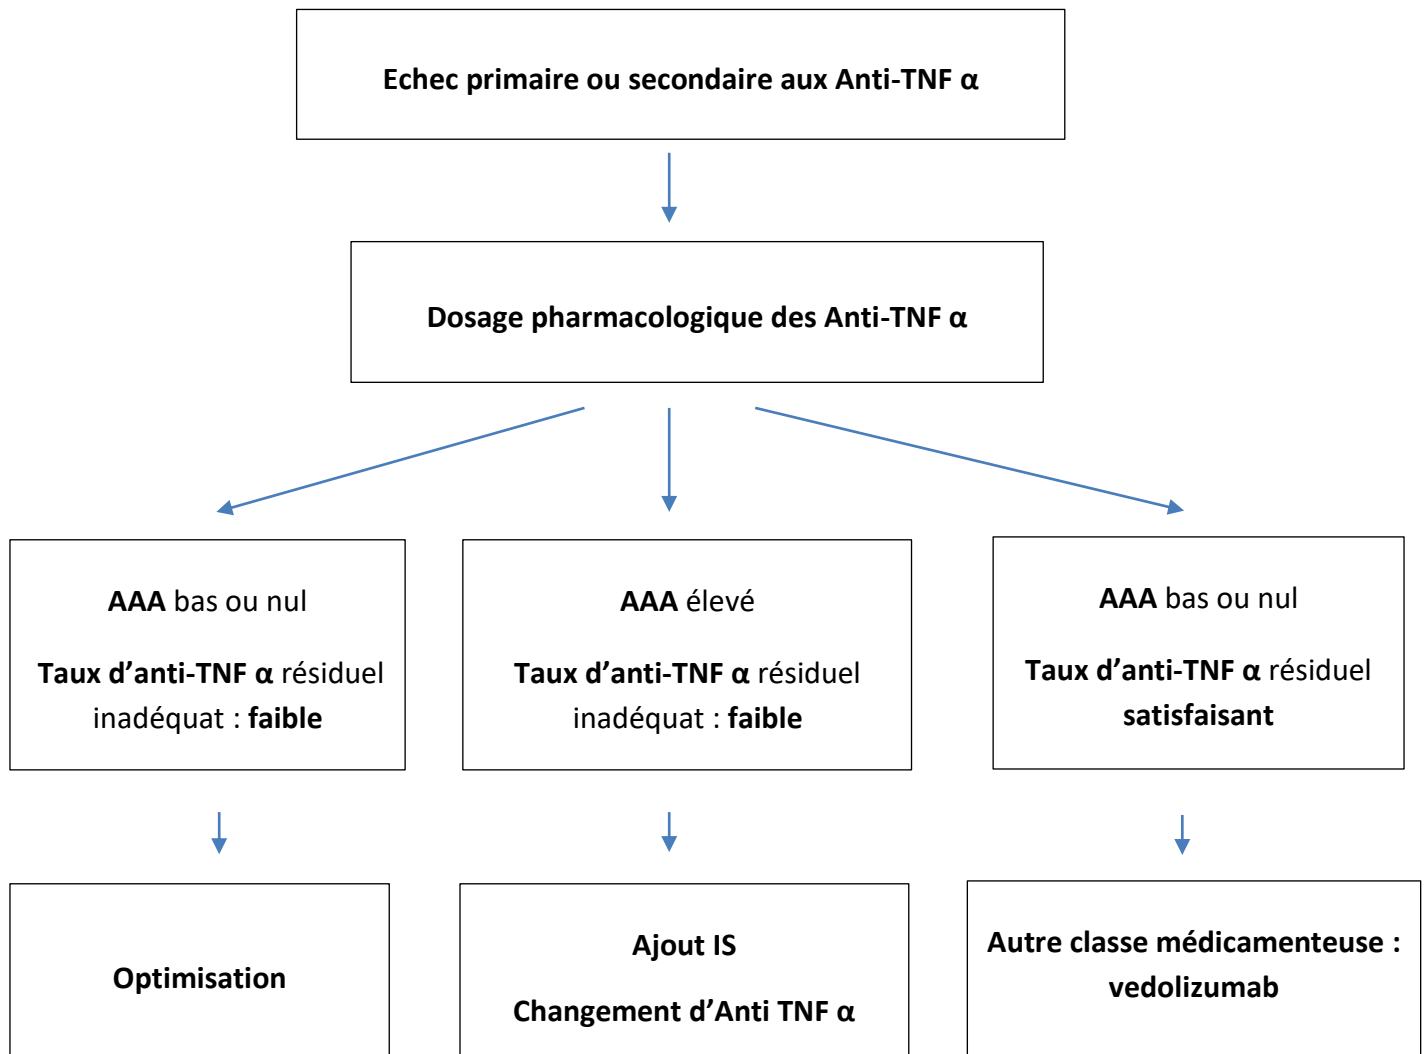 Echec primaire ou secondaire aux Anti-TNF α
Dosage pharmacologique des Anti-TNF α
AAA bas ou nul
Taux d’anti-TNF α résiduel
inadéquat : faible
AAA élevé
Taux d’anti-TNF α résiduel
inadéquat : faible
AAA bas ou nul
Taux d’anti-TNF α résiduel
satisfaisant
Optimisation
Ajout IS
Changement d’Anti TNF α
Autre classe médicamenteuse :
vedolizumab